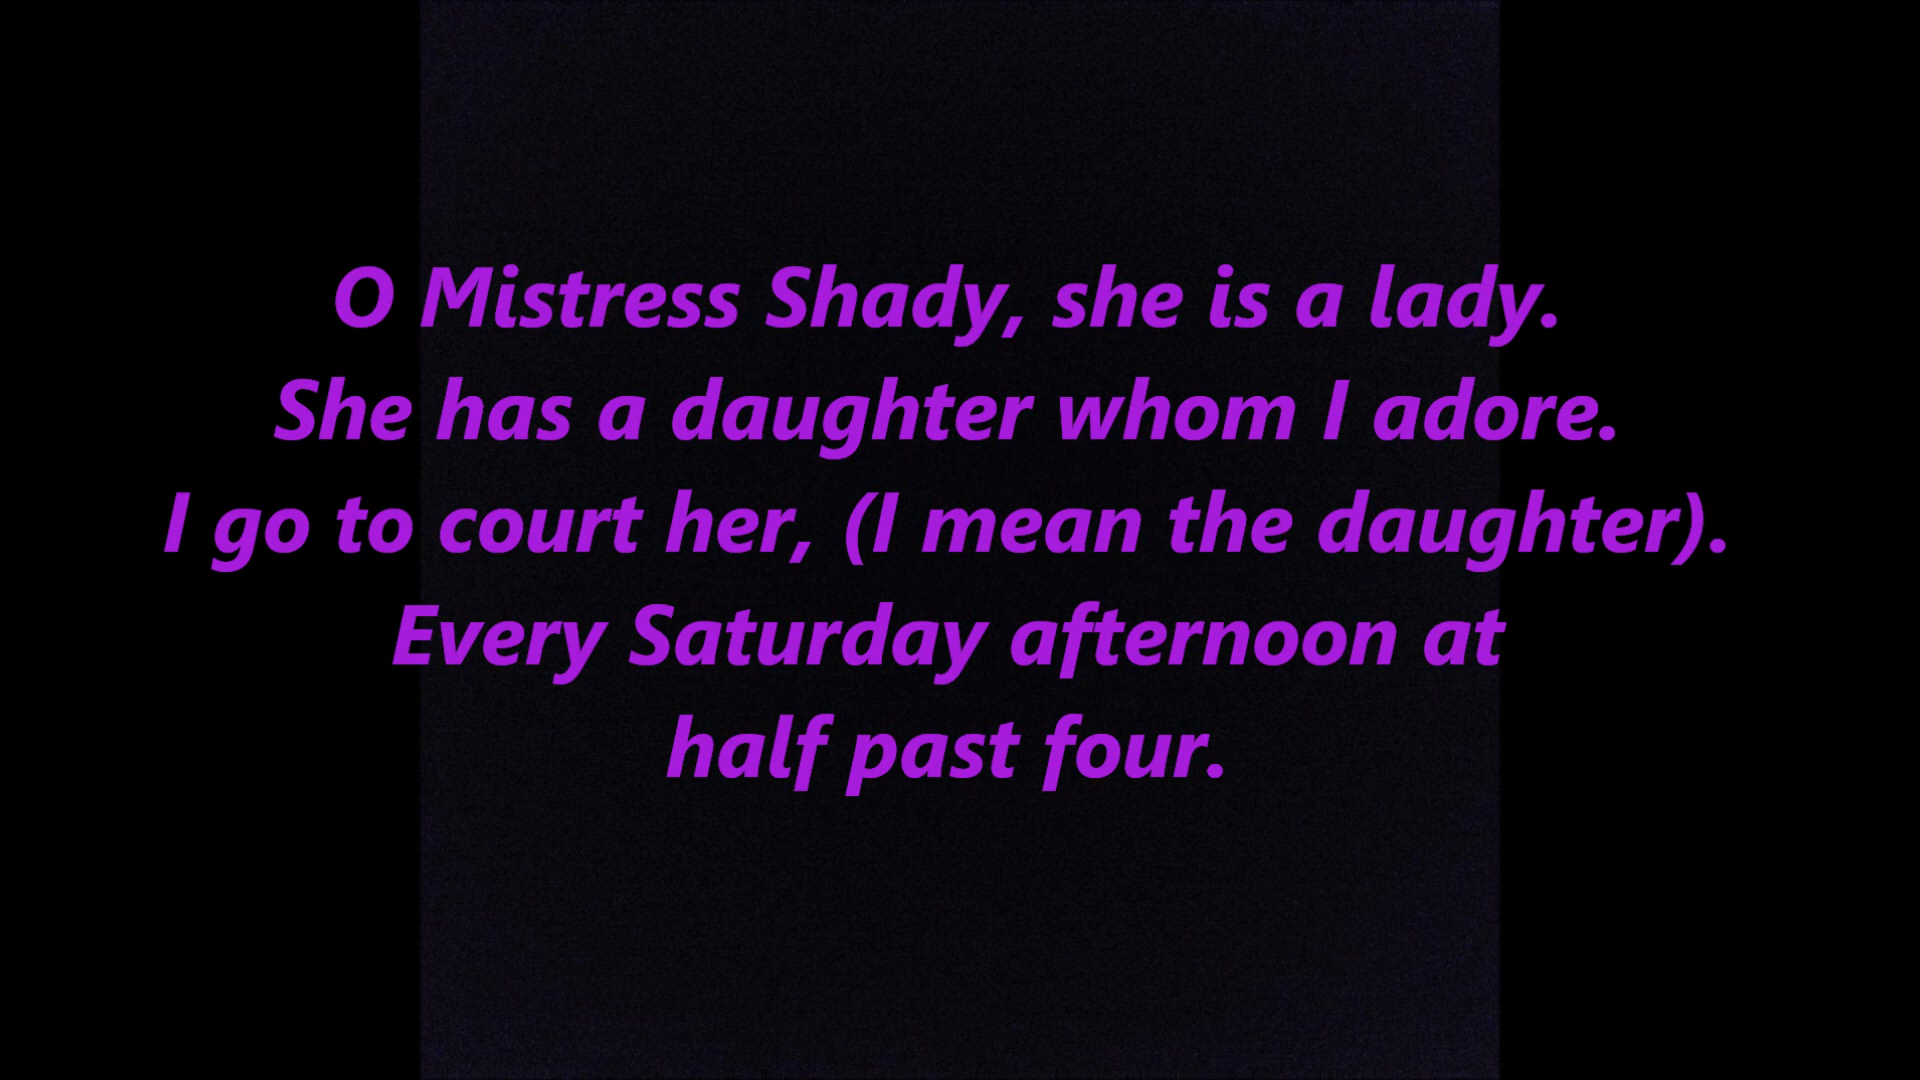 O Mistress Shady, she is a lady.
She has a daughter whom I adore.
I go to court her, (I mean the daughter).
Every Saturday afternoon at
half past four.